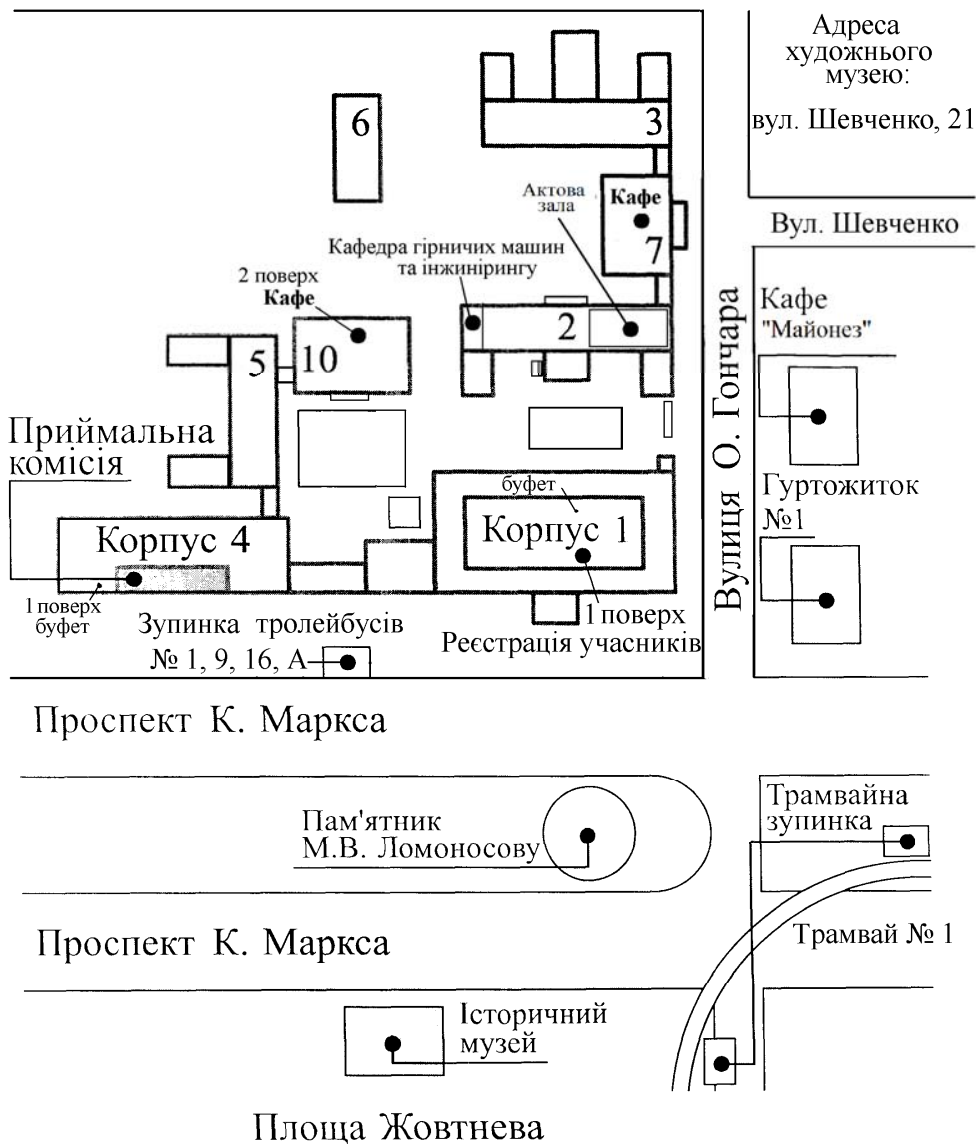 Адреса
художнього
музею:
вул. Шевченко, 21
6
3
Актова
зала
Кафе
7
Вул. Шевченко
Кафедра гірничих машин
та інжинірингу
2 поверх
Кафе
2
5
10
Кафе
"Майонез"
Вулиця О. Гончара
Приймальна
комісія
буфет
Гуртожиток
№1
Корпус 4
Корпус 1
1 поверх
буфет
Зупинка тролейбусів
№ 1, 9, 16, А
1 поверх
Реєстрація учасників
Проспект К. Маркса
Трамвайна
зупинка
Пам'ятник
М.В. Ломоносову
Проспект К. Маркса
Трамвай № 1
Історичний
музей
Площа Жовтнева